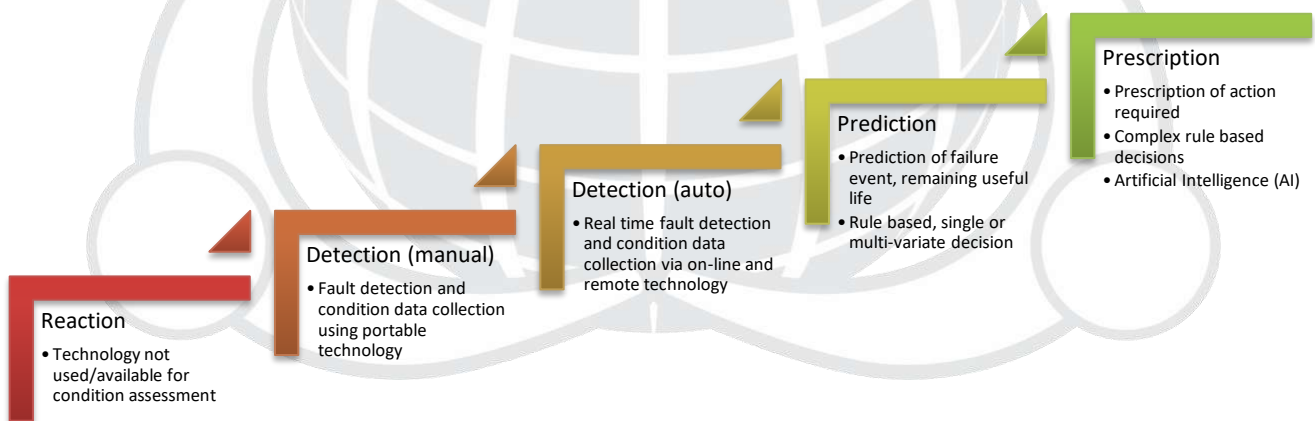 Reaction
• Technology not
used/available for
condition assessment
Detection (manual)
• Fault detection and
condition data collection
using portable
technology
Detection (auto)
• Real time fault detection
and condition data
collection via on-line and
remote technology
Prediction
• Prediction of failure
event, remaining useful
life
• Rule based, single or
multi-variate decision
Prescription
• Prescription of action
required
• Complex rule based
decisions
• Artificial Intelligence (AI)